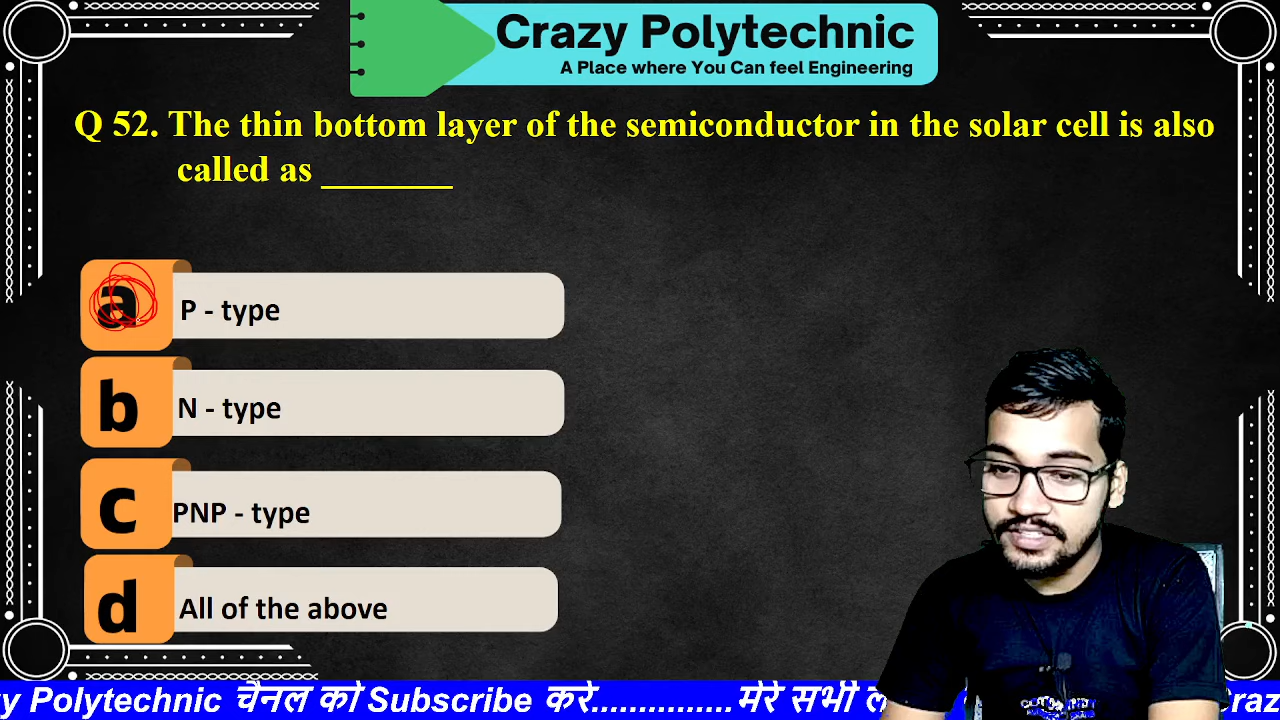 Crazy Polytechnic
A Place where You Can feel Engineering
Q 52. The thin bottom layer of the semiconductor in the solar cell is also
called as _______
a P - type
b N - type
c PNP - type
d All of the above
zy Polytechnic चैनल को Subscribe करे...............मेरे सभी ल
Craz